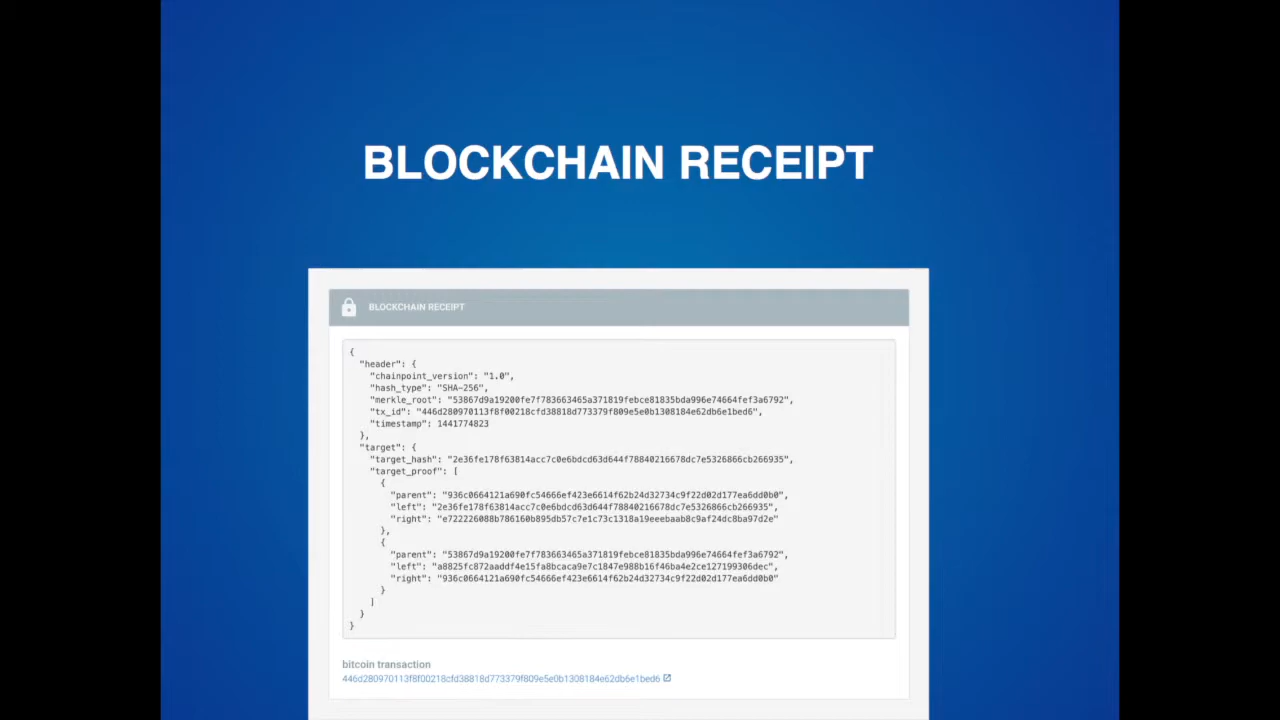 BLOCKCHAIN RECEIPT
BLOCKCHAIN RECEIPT
{
"header": {
"chainpoint_version": "1.0",
"hash_type": "SHA-256",
"merkle_root": "53867d9a19200fe7f783663465a371819febce81835bda996e74664fef3a6792",
"tx_id": "446d280970113f8f00218cfd38818d773379f809e5e0b1308184e62db6e1bed6",
"timestamp": 1441774823
},
"target": {
"target_hash": "2e36fe178f63814acc7c0e6bdcd63d644f78840216678dc7e5326866cb266935",
"target_proof": [
{
"parent": "936c0664121a690fc54666ef423e6614f62b24d32734c9f22d02d177ea6dd0b0",
"left": "2e36fe178f63814acc7c0e6bdcd63d644f78840216678dc7e5326866cb266935",
"right": "e722226088b786160b895db57c7e1c73c1318a19eeebaab8c9af24dc8ba97d2e"
},
{
"parent": "53867d9a19200fe7f783663465a371819febce81835bda996e74664fef3a6792",
"left": "a8825fc872aaddf4e15fa8bcaca9e7c1847e988b16f46ba4e2ce127199306dec",
"right": "936c0664121a690fc54666ef423e6614f62b24d32734c9f22d02d177ea6dd0b0"
}
]
}
}
bitcoin transaction
446d280970113f8f00218cfd38818d773379f809e5e0b1308184e62db6e1bed6